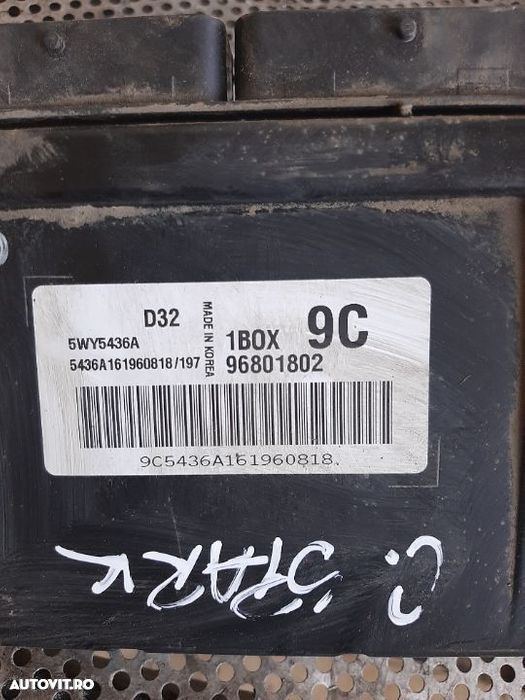 D32
5WY5436A
5436A161960818/197
MADE IN KOREA
1BOX 9C
96801802
9C5436A161960818.
C. SPARK
AUTOVIT.RO